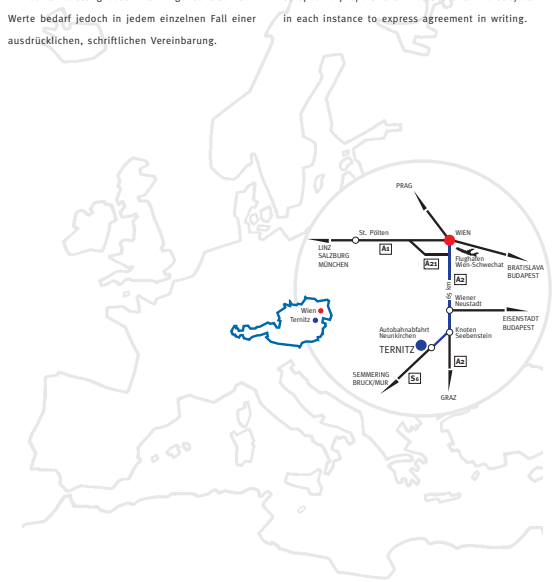 Werte bedarf jedoch in jedem einzelnen Fall einer
ausdrücklichen, schriftlichen Vereinbarung.
in each instance to express agreement in writing.
PRAG
St. Pölten
WIEN
A1
LINZ
SALZBURG
MÜNCHEN
A21
Flughafen
Wien-Schwechat
BRATISLAVA
BUDAPEST
A2
65 km
Wiener
Neustadt
EISENSTADT
BUDAPEST
Wien
Ternitz
Autobahnabfahrt
Neunkirchen
Knoten
Seebenstein
TERNITZ
A2
SEMMERING
BRUCK/MUR
S6
GRAZ